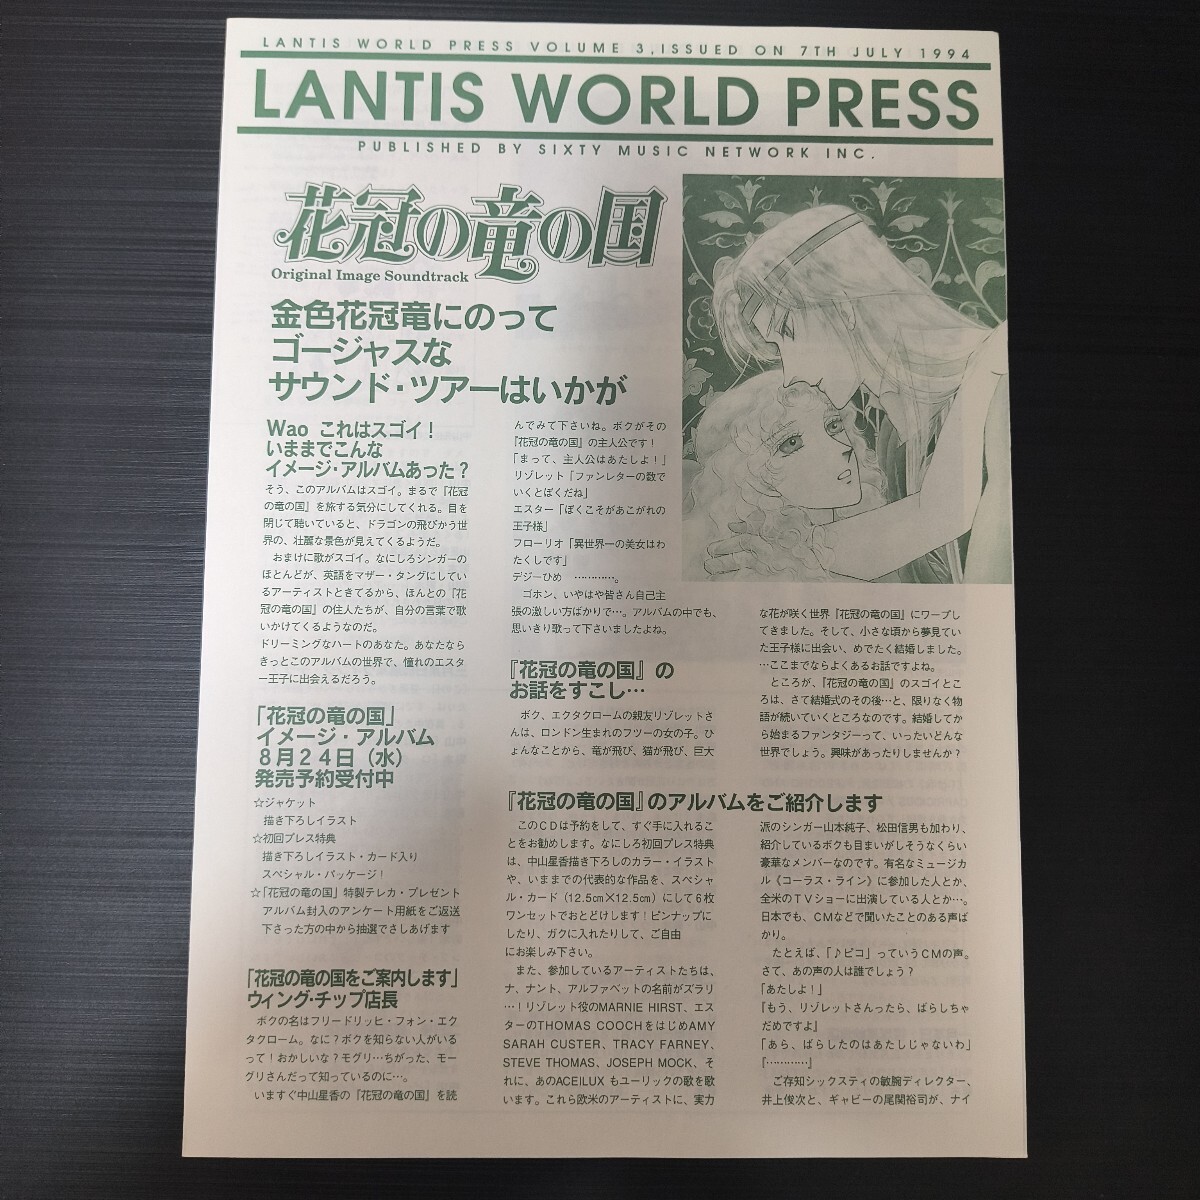 LANTIS WORLD PRESS VOLUME 3, ISSUED ON 7TH JULY 1994
LANTIS WORLD PRESS
PUBLISHED BY SIXTY MUSIC NETWORK INC.
花冠の竜の国
Original Image Soundtrack
金色花冠竜にのって
ゴージャスな
サウンド・ツアーはいかが
Wao これはスゴイ！
いままでこんな
イメージ・アルバムあった？
そう、このアルバムはスゴイ。まるで『花冠
の竜の国』を旅する気分にしてくれる。目を
閉じて聴いていると、ドラゴンの飛びかう世
界の、壮麗な景色が見えてくるようだ。
おまけに歌がスゴイ。なにしろシンガーの
ほとんどが、英語をマザー・タングにしてい
るアーティストときてるから、ほんとの『花
冠の竜の国』の住人たちが、自分の言葉で歌
いかけてくるようなのだ。
ドリーミングなハートのあなた。あなたなら
きっとこのアルバムの世界で、憧れのエスタ
ー王子に出会えるだろう。
「花冠の竜の国」
イメージ・アルバム
8月24日（水）
発売予約受付中
☆ジャケット
描き下ろしイラスト
☆初回プレス特典
描き下ろしイラスト・カード入り
スペシャル・パッケージ！
☆「花冠の竜の国」特製テレカ・プレゼント
アルバム封入のアンケート用紙をご返送
下さった方の中から抽選でさしあげます
「花冠の竜の国をご案内します」
ウィング・チップ店長
ボクの名はフリードリッヒ・フォン・エク
タクローム。なに？ボクを知らない人がいる
って！おかしいな？モグリ…ちがった、モー
グリさんだって知っているのに…。
いますぐ中山星香の『花冠の竜の国』を読
んでみて下さいね。ボクがその
『花冠の竜の国』の主人公です！
「まって、主人公はあたしよ！」
リゾレット「ファンレターの数で
いくとぼくだね」
エスター「ぼくこそがあこがれの
王子様」
フローリオ「異世界一の美女はわ
たくしです」
デジーひめ …………。
ゴホン、いやはや皆さん自己主
張の激しい方ばかりで…。アルバムの中でも、
思いきり歌って下さいましたよね。
『花冠の竜の国』の
お話をすこし…
ボク、エクタクロームの親友リゾレットさ
んは、ロンドン生まれのフツーの女の子。ひ
ょんなことから、竜が飛び、猫が飛び、巨大
な花が咲く世界『花冠の竜の国』にワープし
てきました。そして、小さな頃から夢見てい
た王子様に出会い、めでたく結婚しました。
…ここまでならよくあるお話ですよね。
ところが、『花冠の竜の国』のスゴイとこ
ろは、さて結婚式のその後…と、限りなく物
語が続いていくところなのです。結婚してか
ら始まるファンタジーって、いったいどんな
世界でしょう。興味があったりしませんか？
『花冠の竜の国』のアルバムをご紹介します
このCDは予約をして、すぐ手に入れるこ
とをお勧めします。なにしろ初回プレス特典
は、中山星香描き下ろしのカラー・イラスト
や、いままでの代表的な作品を、スペシャ
ル・カード（12.5cm×12.5cm）にして6枚
ワンセットでおとどけします！ピンナップに
したり、ガクに入れたりして、ご自由
にお楽しみ下さい。
また、参加しているアーティストたちは、
ナ、ナント、アルファベットの名前がズラリ
…！リゾレット役のMARNIE HIRST、エス
ターのTHOMAS COOCHをはじめAMY
SARAH CUSTER、TRACY FARNEY、
STEVE THOMAS、JOSEPH MOCK、そ
れに、あのACEILUX もユーリックの歌を歌
います。これら欧米のアーティストに、実力
派のシンガー山本純子、松田信男も加わり、
紹介しているボクも目まいがしそうなくらい
豪華なメンバーなのです。有名なミュージカ
ル《コーラス・ライン》に参加した人とか、
全米のTVショーに出演している人とか…。
日本でも、CMなどで聞いたことのある声ば
かり。
たとえば、「♪ピコ」っていうCMの声。
さて、あの声の人は誰でしょう？
「あたしよ！」
『もう、リゾレットさんったら、ばらしちゃ
だめですよ』
「あら、ばらしたのはあたしじゃないわ」
『…………』
ご存知シックスティの敏腕ディレクター、
井上俊次と、ギャビーの尾関裕司が、ナイ